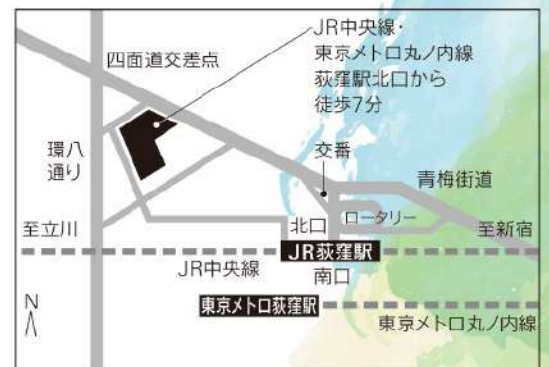 JR中央線・
東京メトロ丸ノ内線
荻窪駅北口から
徒歩7分
四面道交差点
環八
通り
交番
青梅街道
至立川
北口
ロータリー
至新宿
JR荻窪駅
JR中央線
南口
N
東京メトロ荻窪駅
東京メトロ丸ノ内線